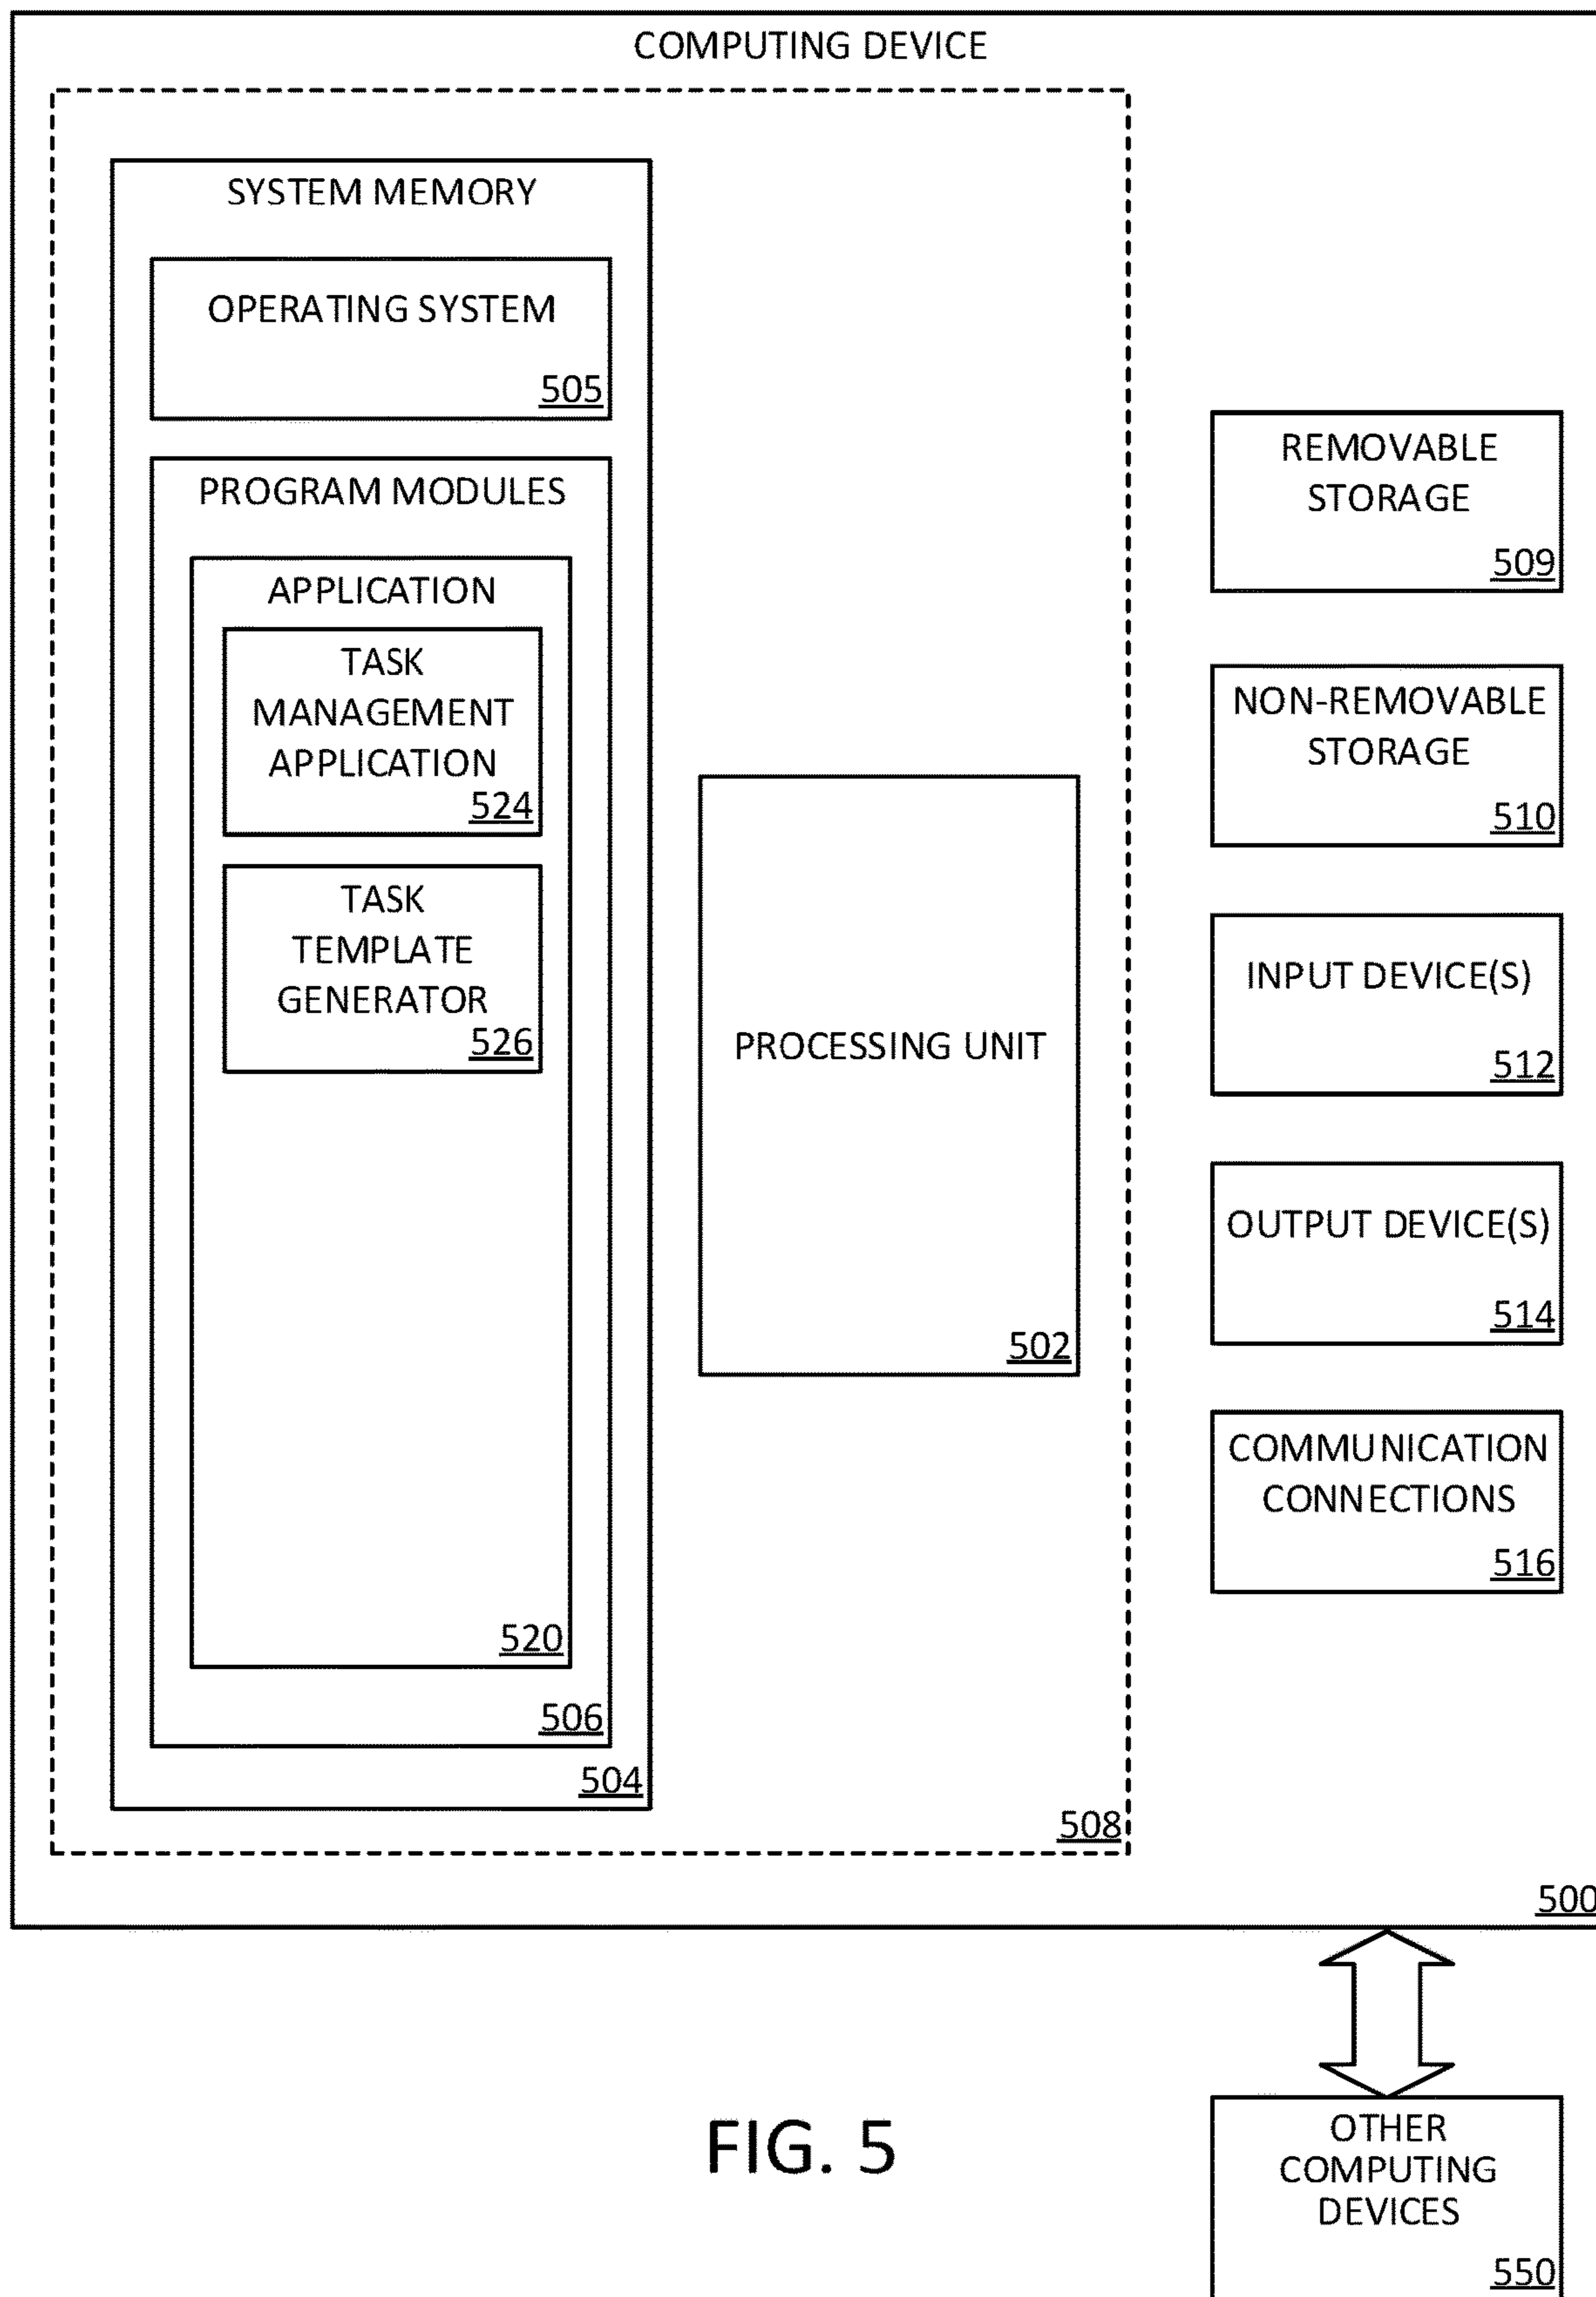 COMPUTING DEVICE
SYSTEM MEMORY
OPERATING SYSTEM
505
PROGRAM MODULES
APPLICATION
TASK
MANAGEMENT
APPLICATION
524
TASK
TEMPLATE
GENERATOR
526
520
506
504
PROCESSING UNIT
502
508
REMOVABLE
STORAGE
509
NON-REMOVABLE
STORAGE
510
INPUT DEVICE(S)
512
OUTPUT DEVICE(S)
514
COMMUNICATION
CONNECTIONS
516
500
OTHER
COMPUTING
DEVICES
550
FIG. 5